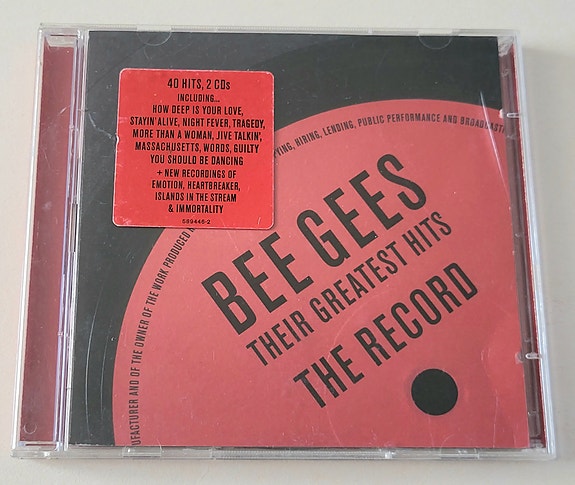 40 HITS, 2 CDs
INCLUDING...
HOW DEEP IS YOUR LOVE,
STAYIN' ALIVE, NIGHT FEVER, TRAGEDY,
MORE THAN A WOMAN, JIVE TALKIN',
MASSACHUSETTS, WORDS, GUILTY
YOU SHOULD BE DANCING
+ NEW RECORDINGS OF
EMOTION, HEARTBREAKER,
ISLANDS IN THE STREAM
& IMMORTALITY
589446-2
UFACTURER AND OF THE OWNER OF THE WORK PRODUCED
YING, HIRING, LENDING, PUBLIC PERFORMANCE AND BROADCASTI
BEE GEES
THEIR GREATEST HITS
THE RECORD